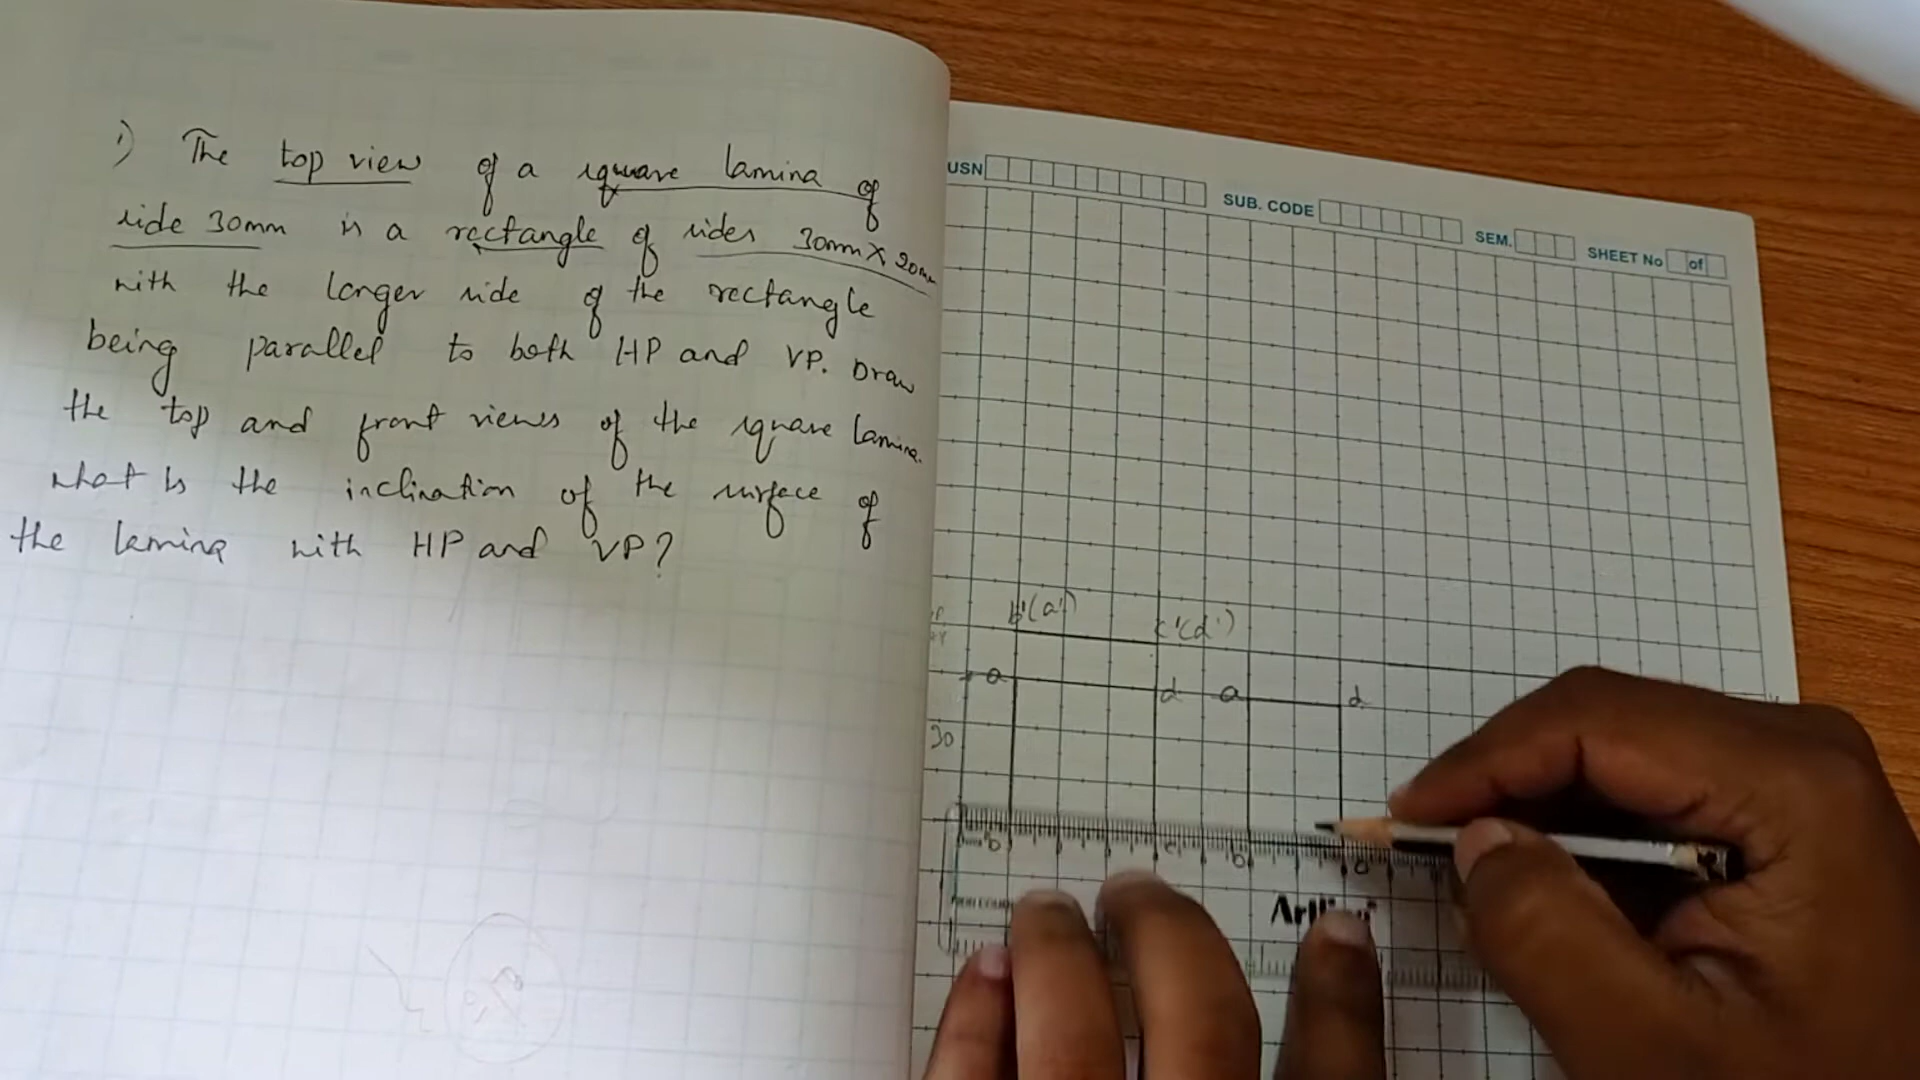 1) The top view of a square lamina of
side 30mm is a rectangle of sides 30mm X 20mm
with the longer side of the rectangle
being parallel to both HP and VP. Draw
the top and front views of the square lamina.
what is the inclination of the surface of
the lamina with HP and VP?
USN
SUB. CODE
SEM.
SHEET No of
b'(a')
c'(d')
a
d
a
d
30
b
c
b
c